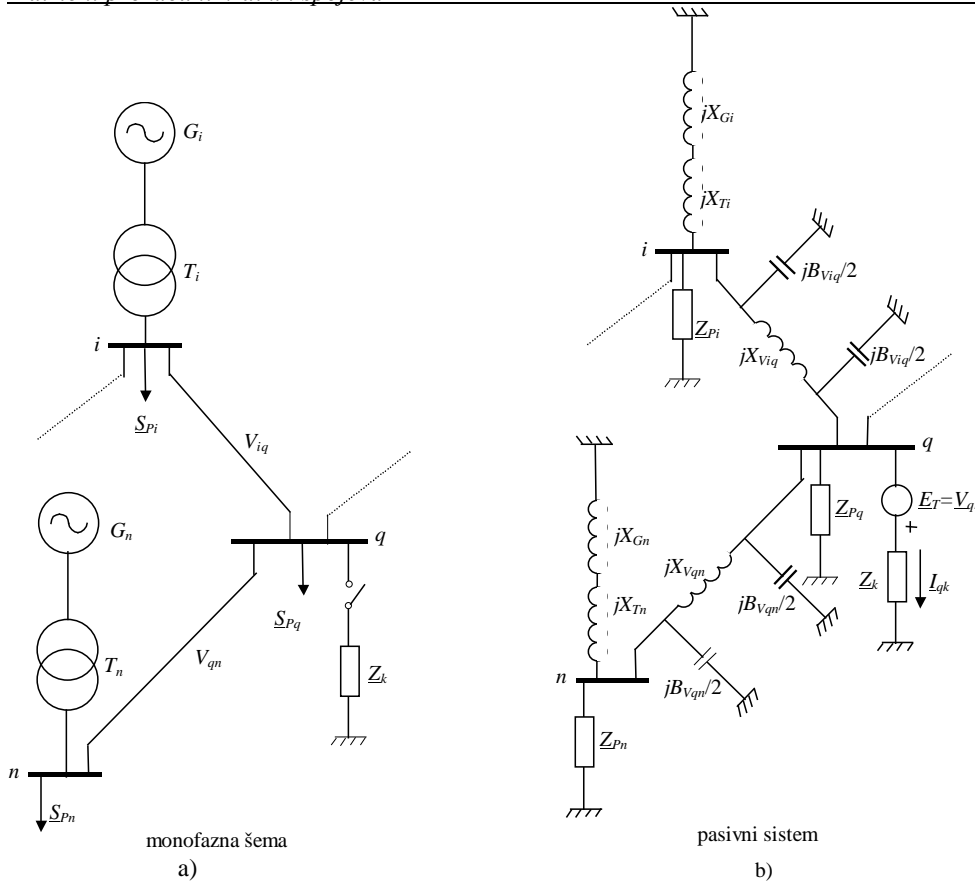 G_i
T_i
i
S_Pi
V_iq
G_n
q
S_Pq
T_n
V_qn
Z_k
n
S_Pn
monofazna šema
a)
jX_Gi
jX_Ti
i
jB_Viq/2
Z_Pi
jX_Viq
jB_Viq/2
q
E_T=V_q
Z_Pq
+
jX_Gn
jX_Vqn
Z_k
I_qk
jX_Tn
jB_Vqn/2
n
jB_Vqn/2
Z_Pn
pasivni sistem
b)